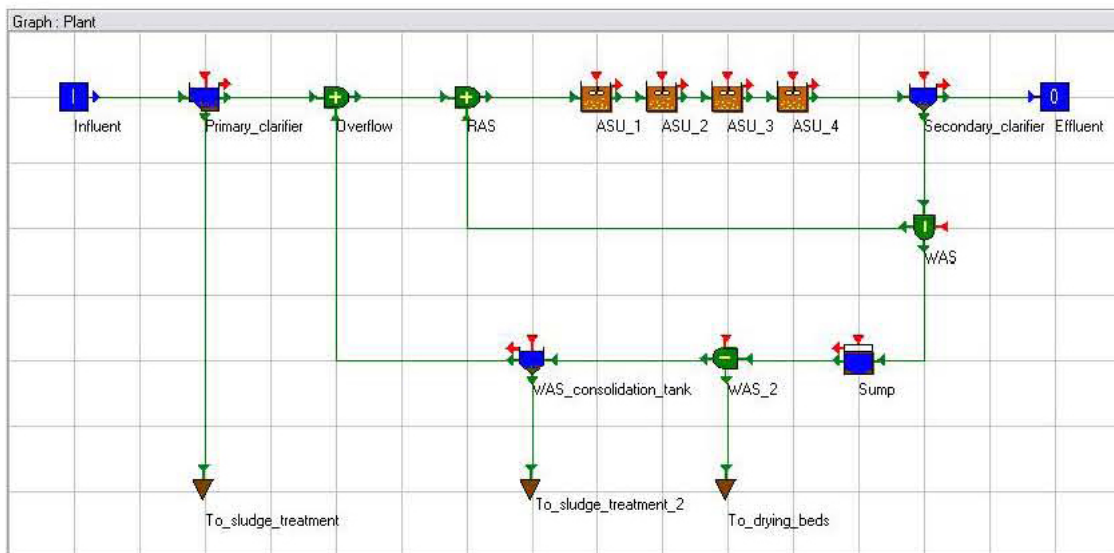 Graph : Plant
Influent
Primary_clarifier
Overflow
RAS
ASU_1
ASU_2
ASU_3
ASU_4
Secondary_clarifier
Effluent
WAS
WAS_consolidation_tank
WAS_2
Sump
To_sludge_treatment
To_sludge_treatment_2
To_drying_beds